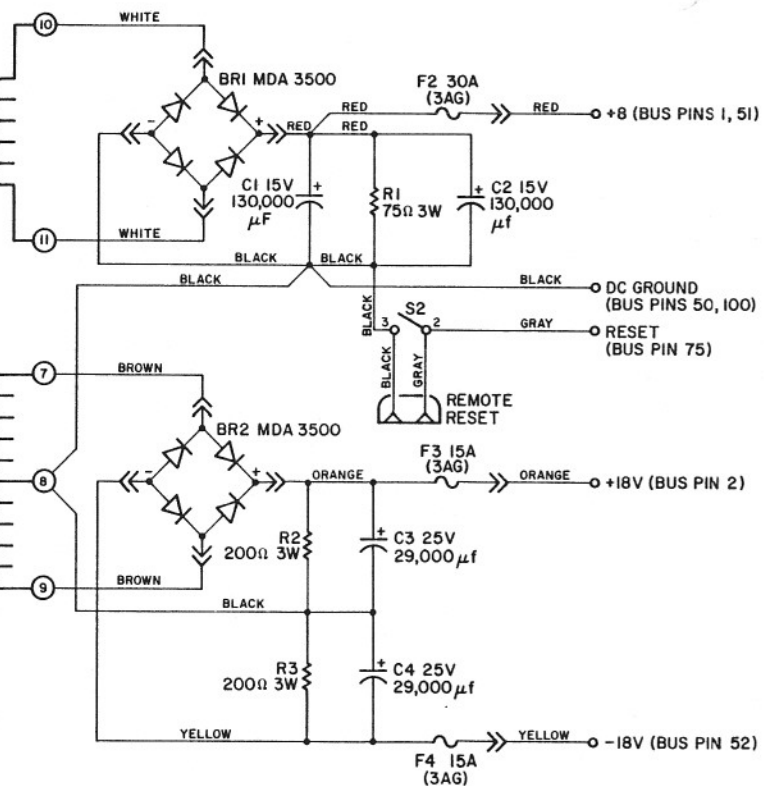 10
WHITE
BR1 MDA 3500
F2 30A
(3AG)
RED
RED
+8 (BUS PINS 1, 51)
-
+
RED
RED
C1 15V
130,000
µF
+
R1
75Ω 3W
+
C2 15V
130,000
µf
11
WHITE
BLACK
BLACK
BLACK
BLACK
DC GROUND
(BUS PINS 50, 100)
BLACK
S2
3
2
GRAY
RESET
(BUS PIN 75)
BLACK
GRAY
REMOTE
RESET
7
BROWN
BR2 MDA 3500
F3 15A
(3AG)
-
+
ORANGE
ORANGE
+18V (BUS PIN 2)
8
R2
200Ω 3W
+
C3 25V
29,000µf
9
BROWN
BLACK
R3
200Ω 3W
+
C4 25V
29,000µf
YELLOW
YELLOW
-18V (BUS PIN 52)
F4 15A
(3AG)